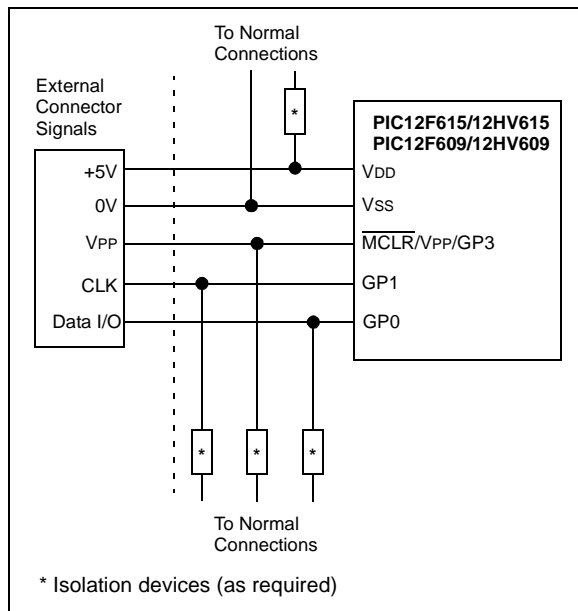 To Normal
Connections
External
Connector
Signals
*
PIC12F615/12HV615
PIC12F609/12HV609
+5V
VDD
0V
VSS
VPP
MCLR/VPP/GP3
CLK
GP1
Data I/O
GP0
* * *
To Normal
Connections
* Isolation devices (as required)